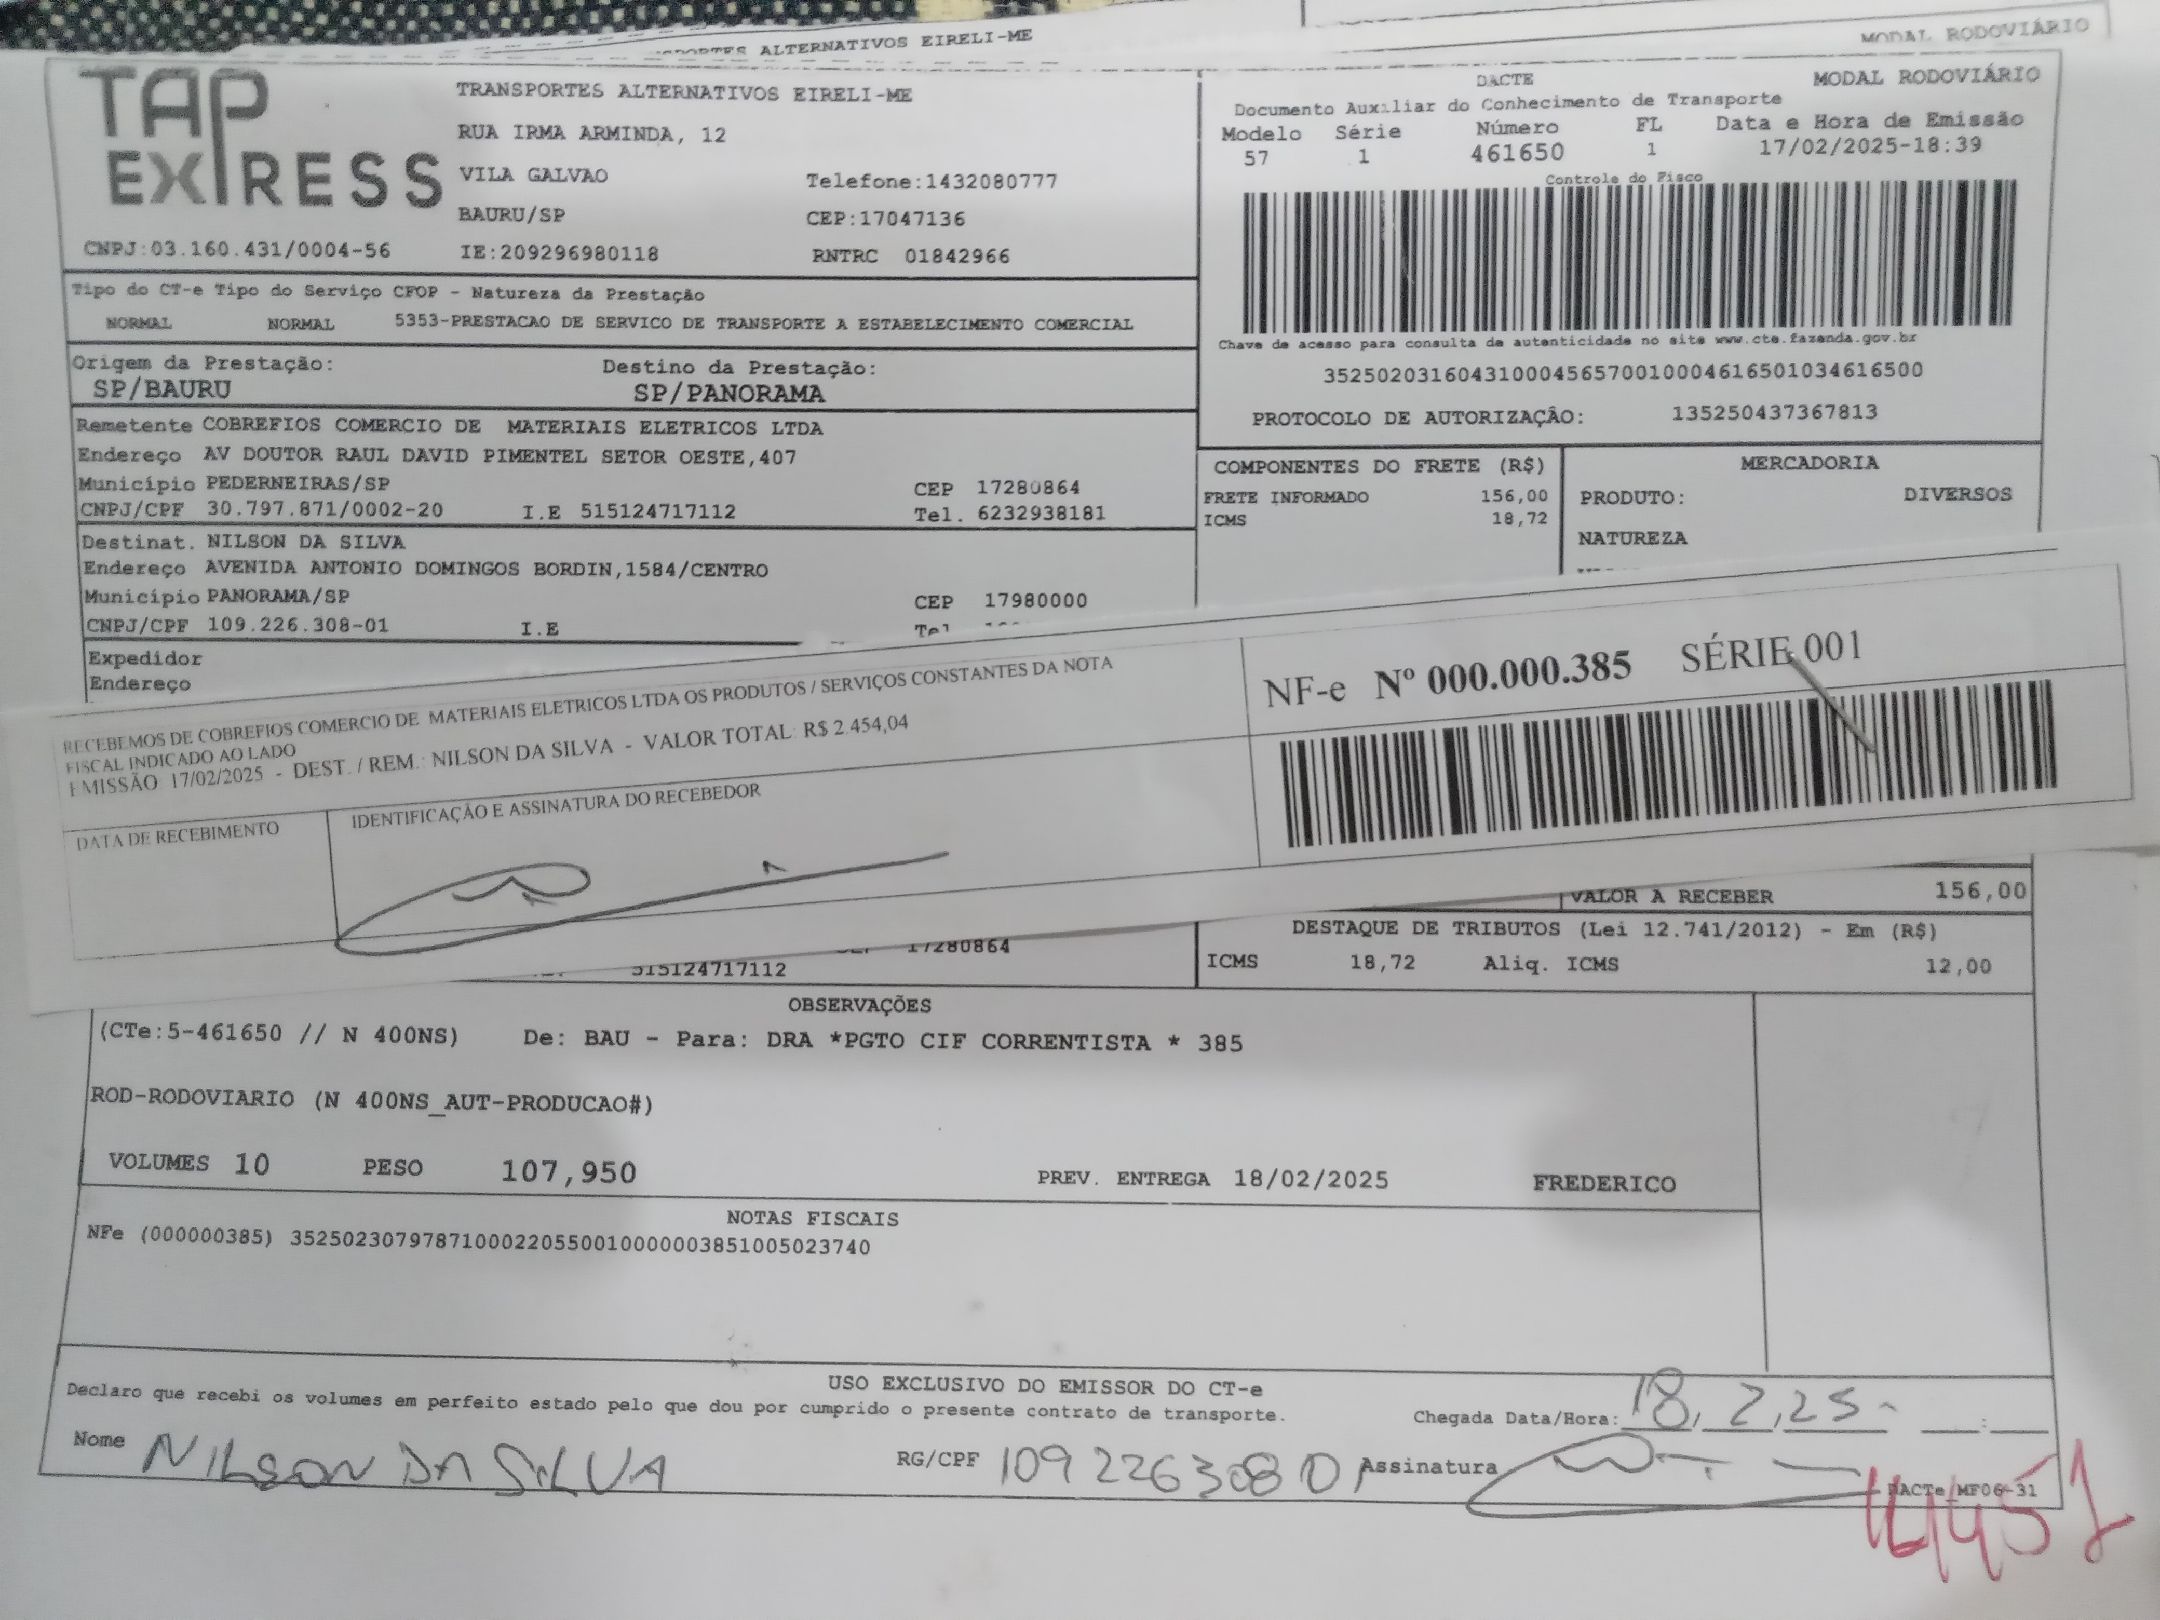 TRANSPORTES ALTERNATIVOS EIRELI-ME
MODAL RODOVIÁRIO
TAP EXPRESS
TRANSPORTES ALTERNATIVOS EIRELI-ME
RUA IRMA ARMINDA, 12
VILA GALVAO Telefone:1432080777
BAURU/SP CEP:17047136
CNPJ:03.160.431/0004-56 IE:209296980118 RNTRC 01842966
DACTE MODAL RODOVIÁRIO
Documento Auxiliar do Conhecimento de Transporte
Modelo Série Número FL Data e Hora de Emissão
57 1 461650 1 17/02/2025-18:39
Controle do Fisco
Chave de acesso para consulta de autenticidade no site www.cte.fazenda.gov.br
35250203160431000456570010004616501034616500
PROTOCOLO DE AUTORIZAÇÃO: 135250437367813
Tipo do CT-e Tipo do Serviço CFOP - Natureza da Prestação
NORMAL NORMAL 5353-PRESTACAO DE SERVICO DE TRANSPORTE A ESTABELECIMENTO COMERCIAL
Origem da Prestação: Destino da Prestação:
SP/BAURU SP/PANORAMA
Remetente COBREFIOS COMERCIO DE MATERIAIS ELETRICOS LTDA
Endereço AV DOUTOR RAUL DAVID PIMENTEL SETOR OESTE,407
Município PEDERNEIRAS/SP CEP 17280864
CNPJ/CPF 30.797.871/0002-20 I.E 515124717112 Tel. 6232938181
COMPONENTES DO FRETE (R$)
FRETE INFORMADO 156,00
ICMS 18,72
MERCADORIA
PRODUTO: DIVERSOS
NATUREZA
Destinat. NILSON DA SILVA
Endereço AVENIDA ANTONIO DOMINGOS BORDIN,1584/CENTRO
Município PANORAMA/SP CEP 17980000
CNPJ/CPF 109.226.308-01 I.E Tel
Expedidor
Endereço
RECEBEMOS DE COBREFIOS COMERCIO DE MATERIAIS ELETRICOS LTDA OS PRODUTOS / SERVIÇOS CONSTANTES DA NOTA
FISCAL INDICADO AO LADO
EMISSÃO 17/02/2025 - DEST. / REM.: NILSON DA SILVA - VALOR TOTAL: R$ 2.454,04
DATA DE RECEBIMENTO IDENTIFICAÇÃO E ASSINATURA DO RECEBEDOR
NF-e Nº 000.000.385 SÉRIE 001
VALOR A RECEBER 156,00
17280864
515124717112
DESTAQUE DE TRIBUTOS (Lei 12.741/2012) - Em (R$)
ICMS 18,72 Aliq. ICMS 12,00
OBSERVAÇÕES
(CTe:5-461650 // N 400NS) De: BAU - Para: DRA *PGTO CIF CORRENTISTA * 385
ROD-RODOVIARIO (N 400NS_AUT-PRODUCAO#)
VOLUMES 10 PESO 107,950 PREV. ENTREGA 18/02/2025 FREDERICO
NOTAS FISCAIS
NFe (000000385) 35250230797871000220550010000003851005023740
USO EXCLUSIVO DO EMISSOR DO CT-e
Declaro que recebi os volumes em perfeito estado pelo que dou por cumprido o presente contrato de transporte.
Chegada Data/Hora: 18, 2, 25
Nome NILSON DA SILVA RG/CPF 10922630801 Assinatura
DACTe_MF06-31